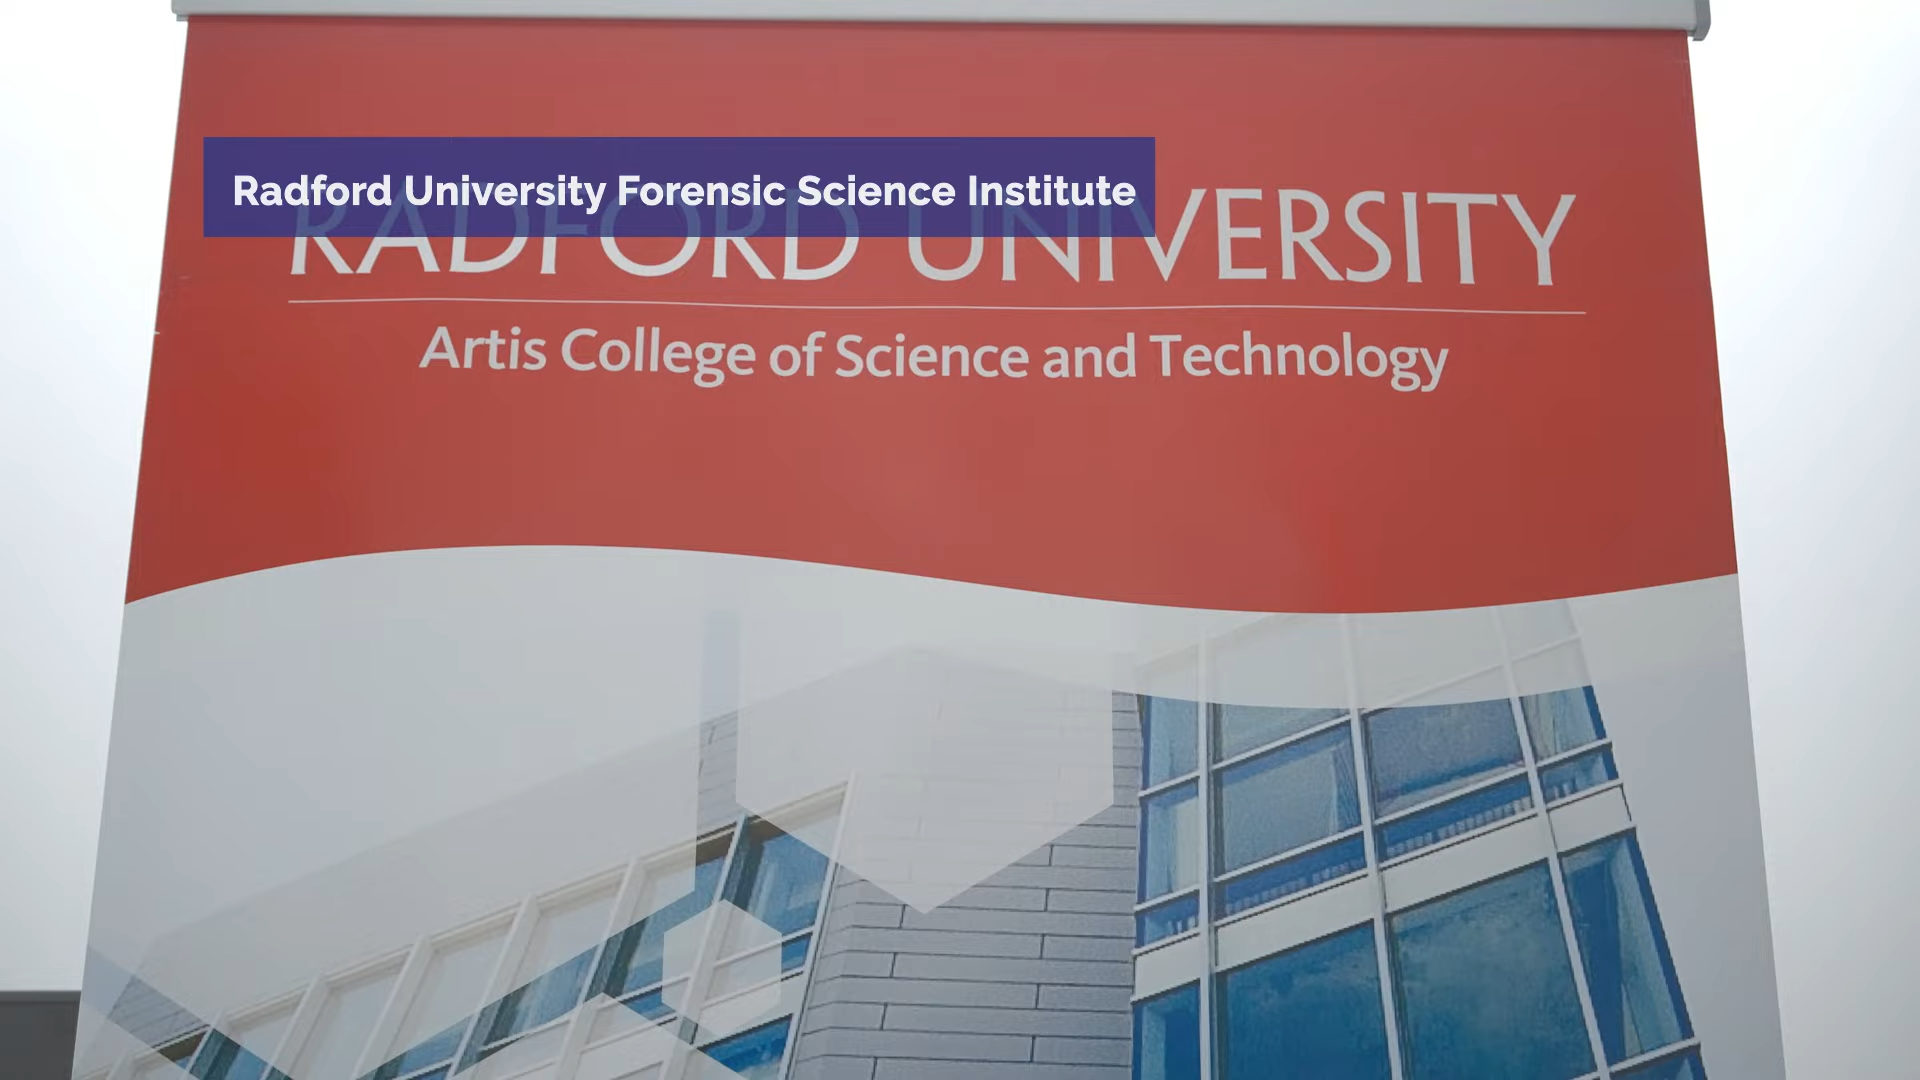 Radford University Forensic Science Institute
RADFORD UNIVERSITY
Artis College of Science and Technology